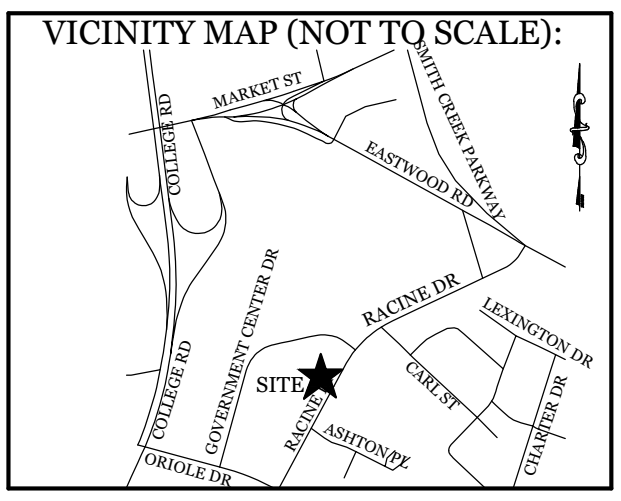 VICINITY MAP (NOT TO SCALE):
MARKET ST
SMITH CREEK PARKWAY
COLLEGE RD
EASTWOOD RD
GOVERNMENT CENTER DR
RACINE DR
LEXINGTON DR
COLLEGE RD
SITE
RACINE
CARL ST
CHARTER DR
ASHTON PL
ORIOLE DR